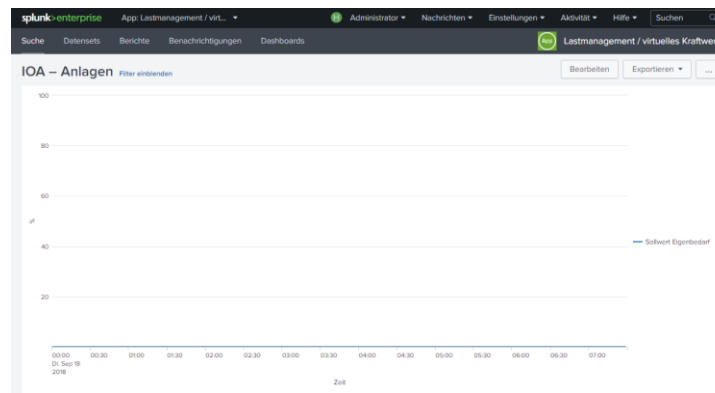 splunk>enterprise App: Lastmanagement / virt... Administrator Nachrichten Einstellungen Aktivität Hilfe Suchen
Suche Datensets Berichte Benachrichtigungen Dashboards App Lastmanagement / virtuelles Kraftwer
IOA – Anlagen Filter einblenden Bearbeiten Exportieren ...
100
80
60
%
40
20
Sollwert Eigenbedarf
00:00 00:30 01:00 01:30 02:00 02:30 03:00 03:30 04:00 04:30 05:00 05:30 06:00 06:30 07:00
Di. Sep 18
2018
Zeit